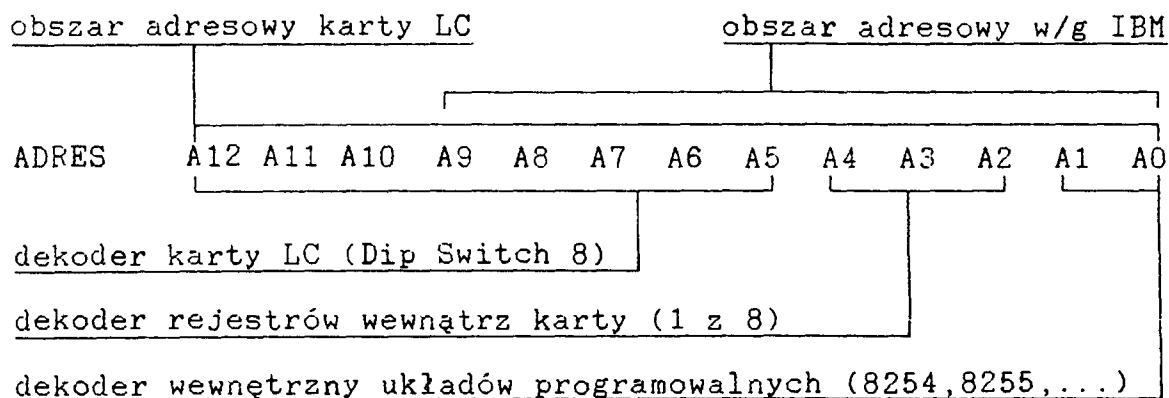 obszar adresowy karty LC obszar adresowy w/g IBM
ADRES A12 A11 A10 A9 A8 A7 A6 A5 A4 A3 A2 A1 A0
dekoder karty LC (Dip Switch 8)
dekoder rejestrów wewnątrz karty (1 z 8)
dekoder wewnętrzny układów programowalnych (8254,8255,...)